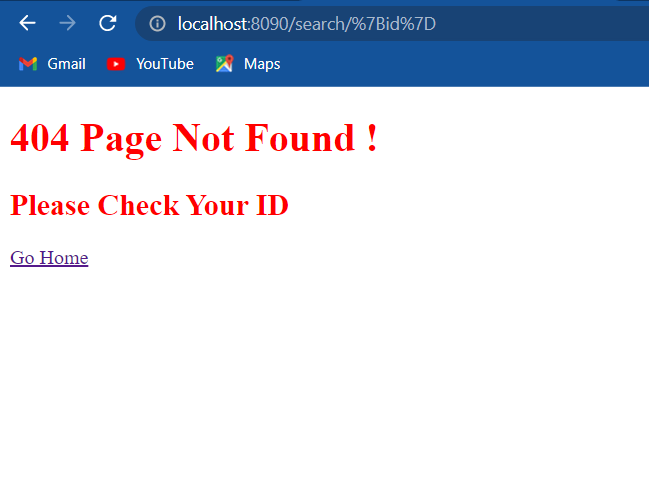 localhost:8090/search/%7Bid%7D
Gmail YouTube Maps
404 Page Not Found !
Please Check Your ID
Go Home